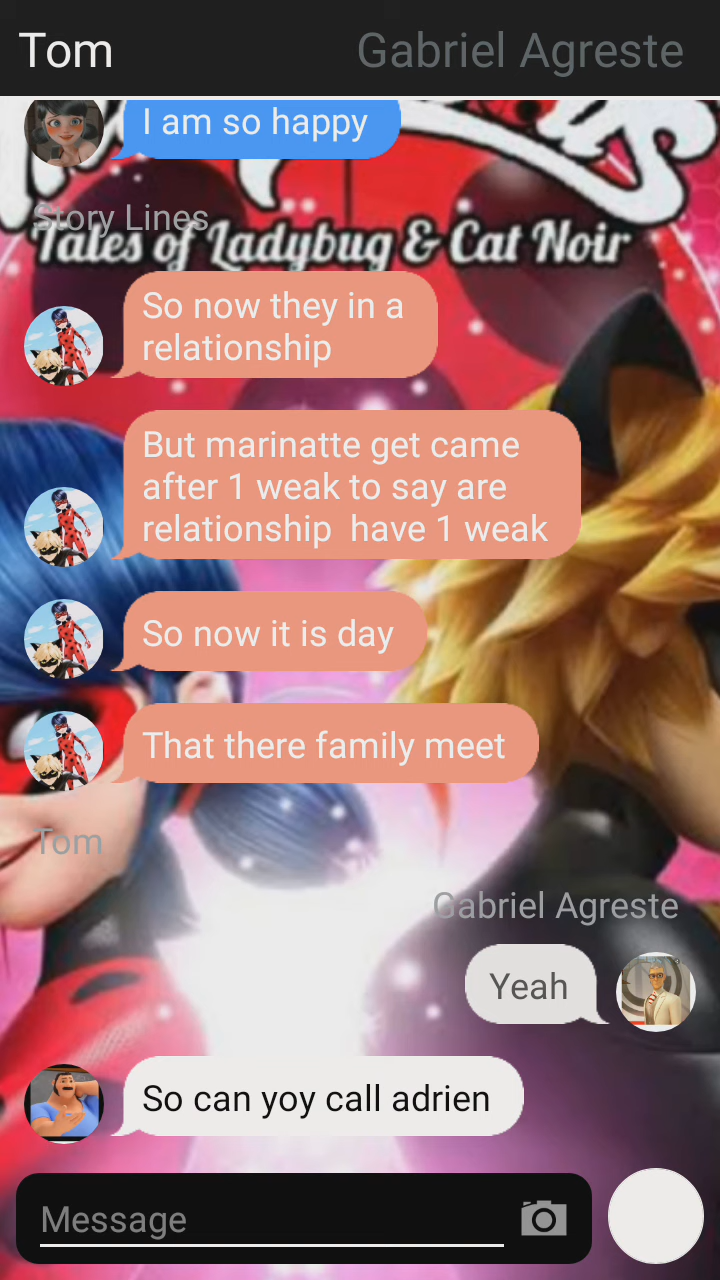 Tom
Gabriel Agreste
I am so happy
Story Lines
Tales of Ladybug & Cat Noir
So now they in a
relationship
But marinatte get came
after 1 weak to say are
relationship  have 1 weak
So now it is day
That there family meet
Tom
Gabriel Agreste
Yeah
So can yoy call adrien
Message